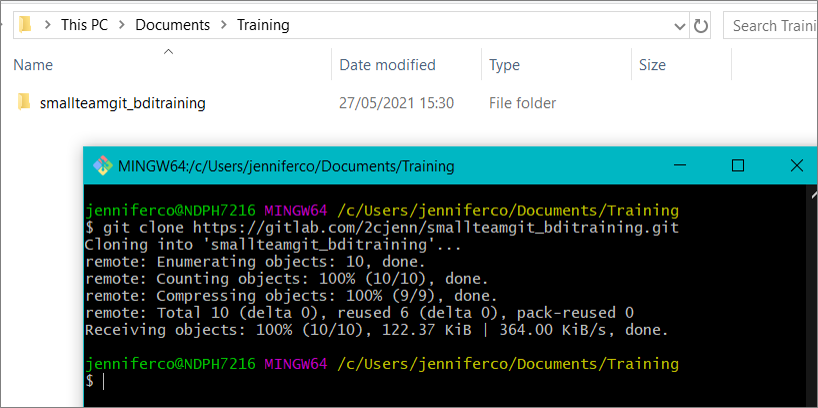 This PC > Documents > Training
Search Traini
Name Date modified Type Size
smallteamgit_bditraining 27/05/2021 15:30 File folder
MINGW64:/c/Users/jenniferco/Documents/Training
jenniferco@NDPH7216 MINGW64 /c/Users/jenniferco/Documents/Training
$ git clone https://gitlab.com/2cjenn/smallteamgit_bditraining.git
Cloning into 'smallteamgit_bditraining'...
remote: Enumerating objects: 10, done.
remote: Counting objects: 100% (10/10), done.
remote: Compressing objects: 100% (9/9), done.
remote: Total 10 (delta 0), reused 6 (delta 0), pack-reused 0
Receiving objects: 100% (10/10), 122.37 KiB | 364.00 KiB/s, done.
jenniferco@NDPH7216 MINGW64 /c/Users/jenniferco/Documents/Training
$